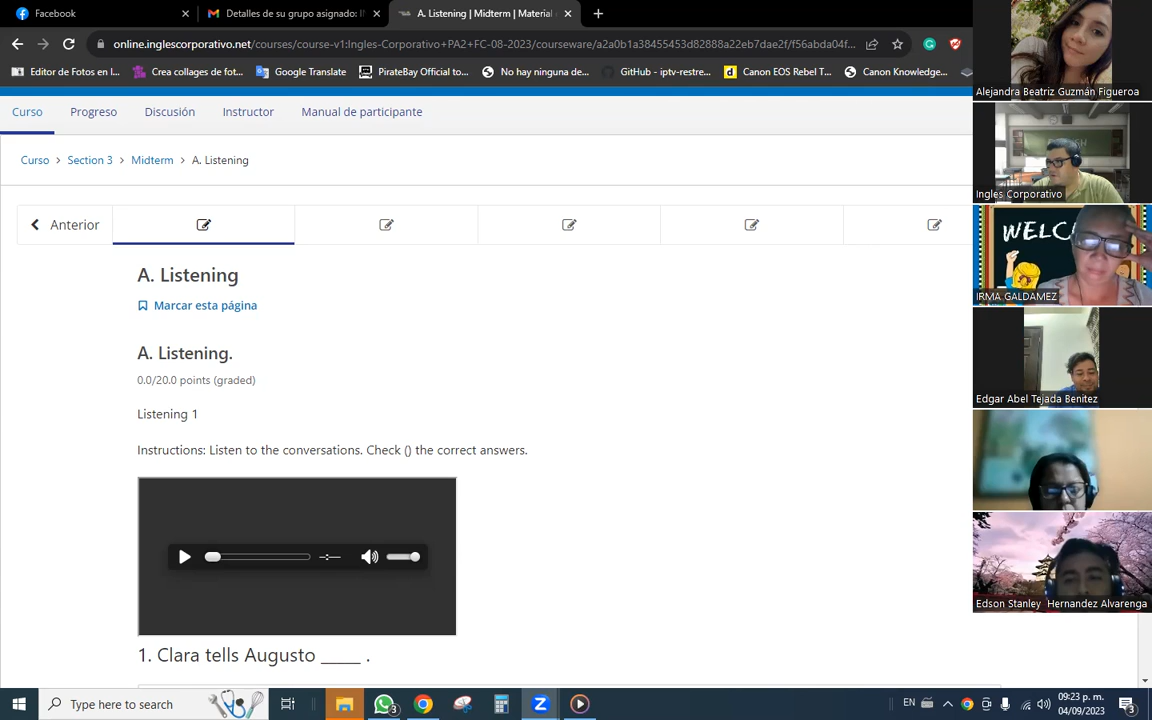 Facebook
Detalles de su grupo asignado: I
A. Listening | Midterm | Material
online.inglescorporativo.net/courses/course-v1:Ingles-Corporativo+PA2+FC-08-2023/courseware/a2a0b1a38455453d82888a22eb7dae2f/f56abda04f...
Editor de Fotos en l...
Crea collages de fot...
Google Translate
PirateBay Official to...
No hay ninguna de...
GitHub - iptv-restre...
Canon EOS Rebel T...
Canon Knowledge...
Curso
Progreso
Discusión
Instructor
Manual de participante
Curso > Section 3 > Midterm > A. Listening
Anterior
A. Listening
Marcar esta página
A. Listening.
0.0/20.0 points (graded)
Listening 1
Instructions: Listen to the conversations. Check () the correct answers.
-:-
1. Clara tells Augusto _____ .
Alejandra Beatriz Guzmán Figueroa
Ingles Corporativo
WELC
IRMA GALDAMEZ
Edgar Abel Tejada Benitez
Edson Stanley Hernandez Alvarenga
Type here to search
3
EN
09:23 p. m.
04/09/2023
3